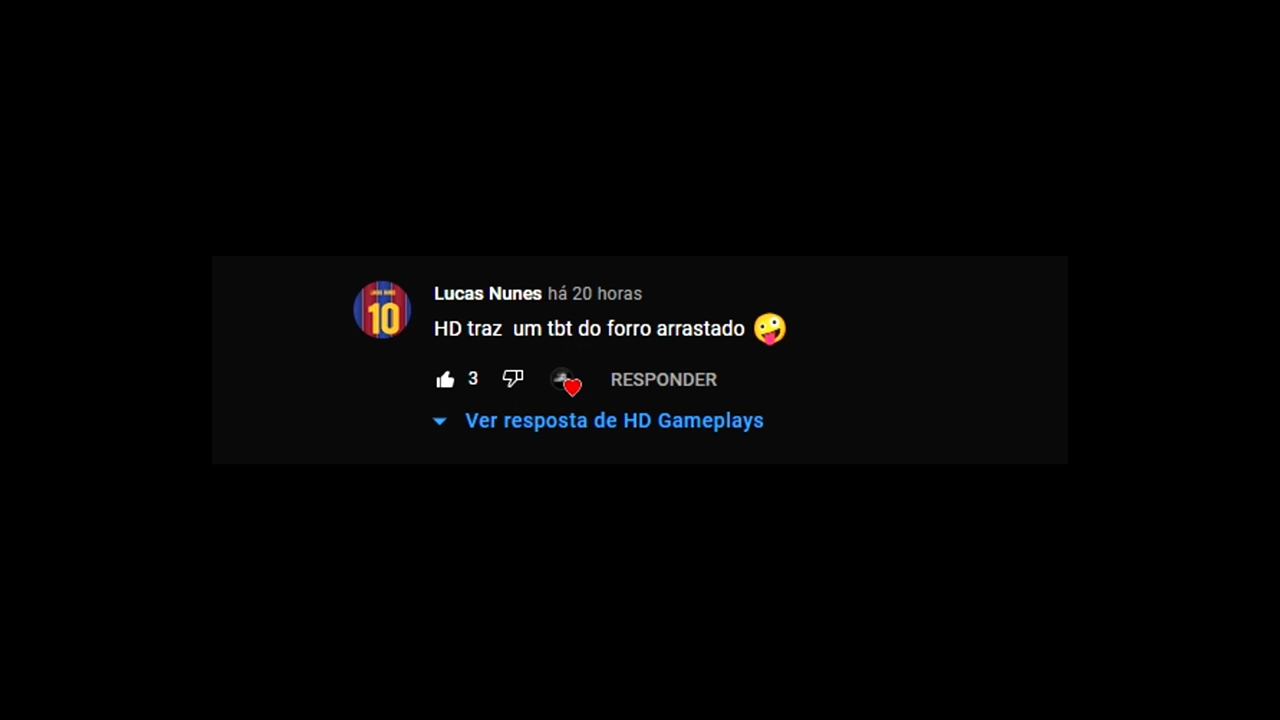 Lucas Nunes há 20 horas
HD traz  um tbt do forro arrastado 🤪
10
3
RESPONDER
Ver resposta de HD Gameplays